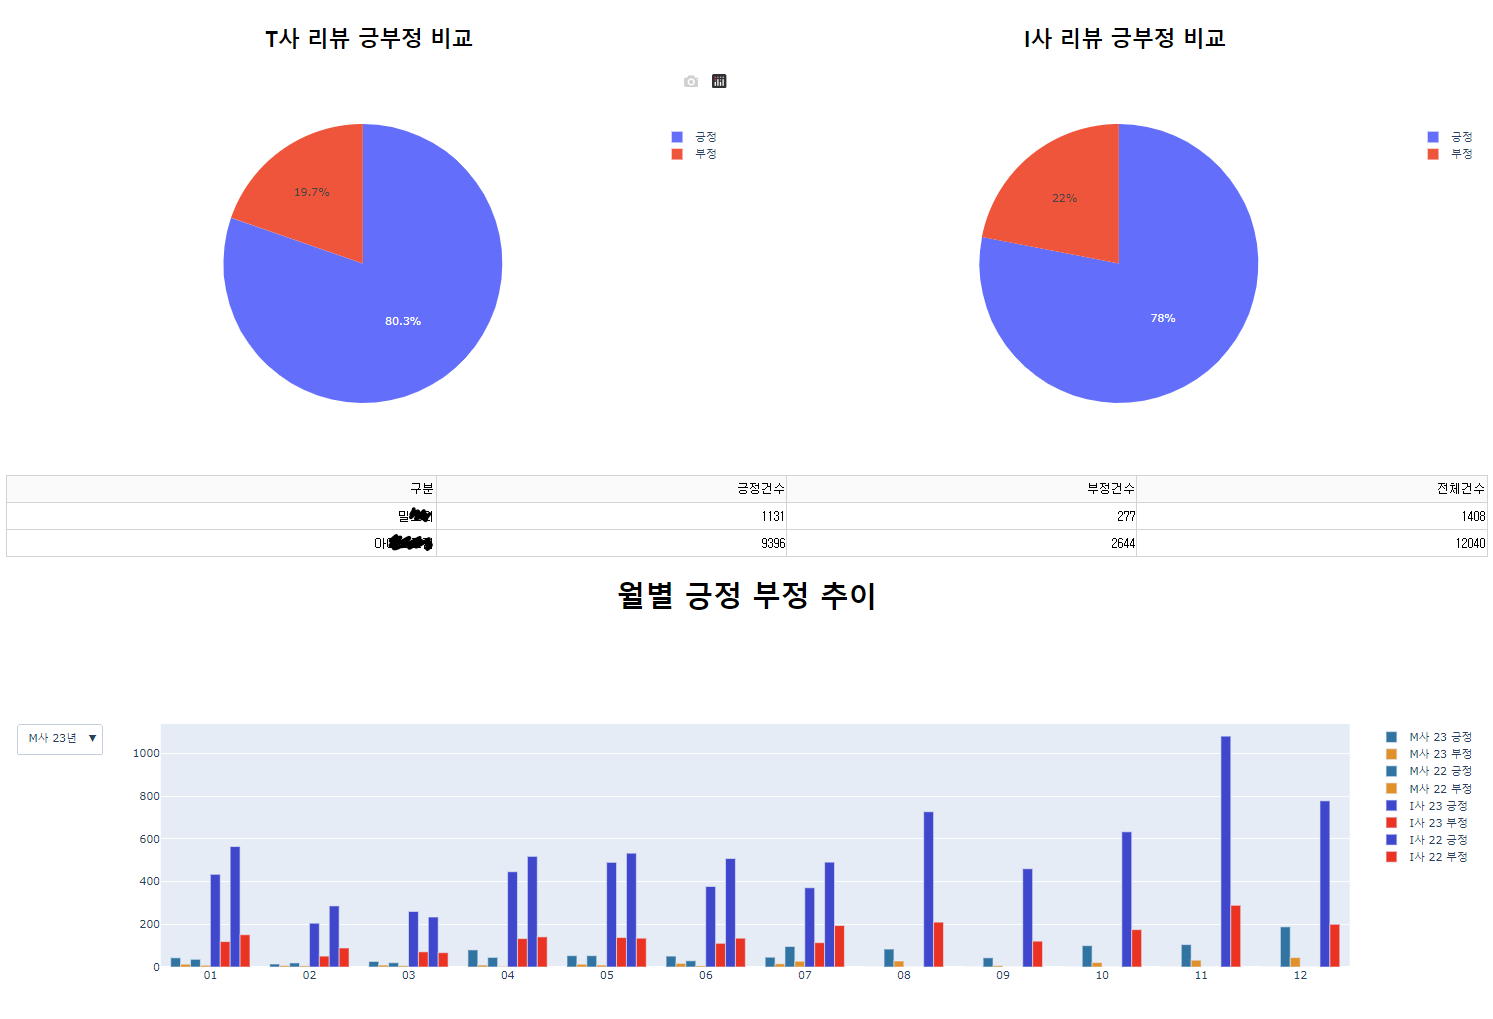 T사 리뷰 긍부정 비교
I사 리뷰 긍부정 비교
긍정
부정
19.7%
80.3%
긍정
부정
22%
78%
구분 긍정건수 부정건수 전체건수
1131 277 1408
9396 2644 12040
월별 긍정 부정 추이
M사 23년 ▼
1000
800
600
400
200
0
01 02 03 04 05 06 07 08 09 10 11 12
M사 23 긍정
M사 23 부정
M사 22 긍정
M사 22 부정
I사 23 긍정
I사 23 부정
I사 22 긍정
I사 22 부정